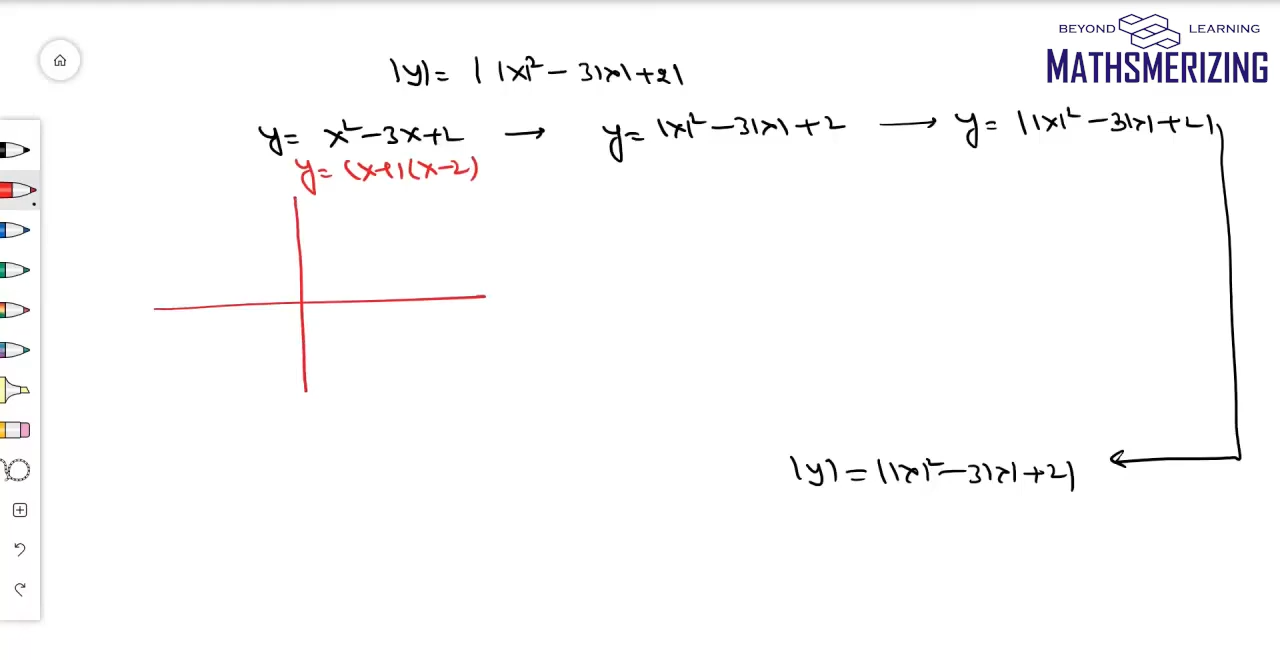 BEYOND LEARNING
MATHSMERIZING
|y| = | |x|² - 3|x| + 2|
y = x² - 3x + 2 → y = |x|² - 3|x| + 2 → y = ||x|² - 3|x| + 2|
y = (x-1)(x-2)
|y| = ||x|² - 3|x| + 2|